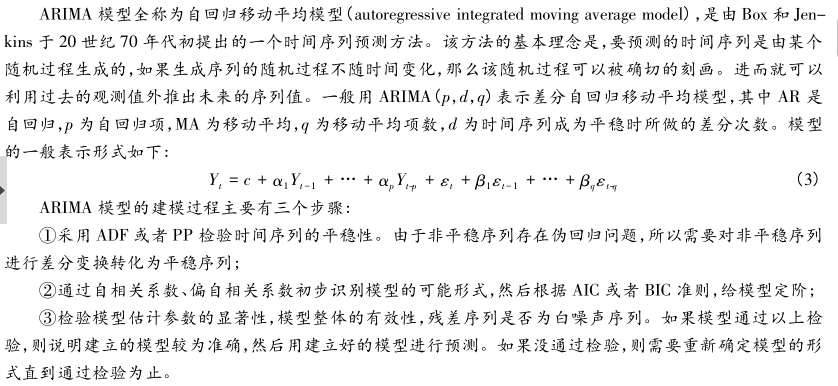 ARIMA 模型全称为自回归移动平均模型(autoregressive integrated moving average model),是由 Box 和 Jen-
kins 于 20 世纪 70 年代初提出的一个时间序列预测方法。该方法的基本理念是,要预测的时间序列是由某个
随机过程生成的,如果生成序列的随机过程不随时间变化,那么该随机过程可以被确切的刻画。进而就可以
利用过去的观测值外推出未来的序列值。一般用 ARIMA(p,d,q)表示差分自回归移动平均模型,其中 AR 是
自回归,p 为自回归项,MA 为移动平均,q 为移动平均项数,d 为时间序列成为平稳时所做的差分次数。模型
的一般表示形式如下:
Y_t = c + α_1Y_{t-1} + ⋯ + α_pY_{t-p} + ε_t + β_1ε_{t-1} + ⋯ + β_qε_{t-q} (3)
ARIMA 模型的建模过程主要有三个步骤:
①采用 ADF 或者 PP 检验时间序列的平稳性。由于非平稳序列存在伪回归问题,所以需要对非平稳序列
进行差分变换转化为平稳序列;
②通过自相关系数、偏自相关系数初步识别模型的可能形式,然后根据 AIC 或者 BIC 准则,给模型定阶;
③检验模型估计参数的显著性,模型整体的有效性,残差序列是否为白噪声序列。如果模型通过以上检
验,则说明建立的模型较为准确,然后用建立好的模型进行预测。如果没通过检验,则需要重新确定模型的形
式直到通过检验为止。